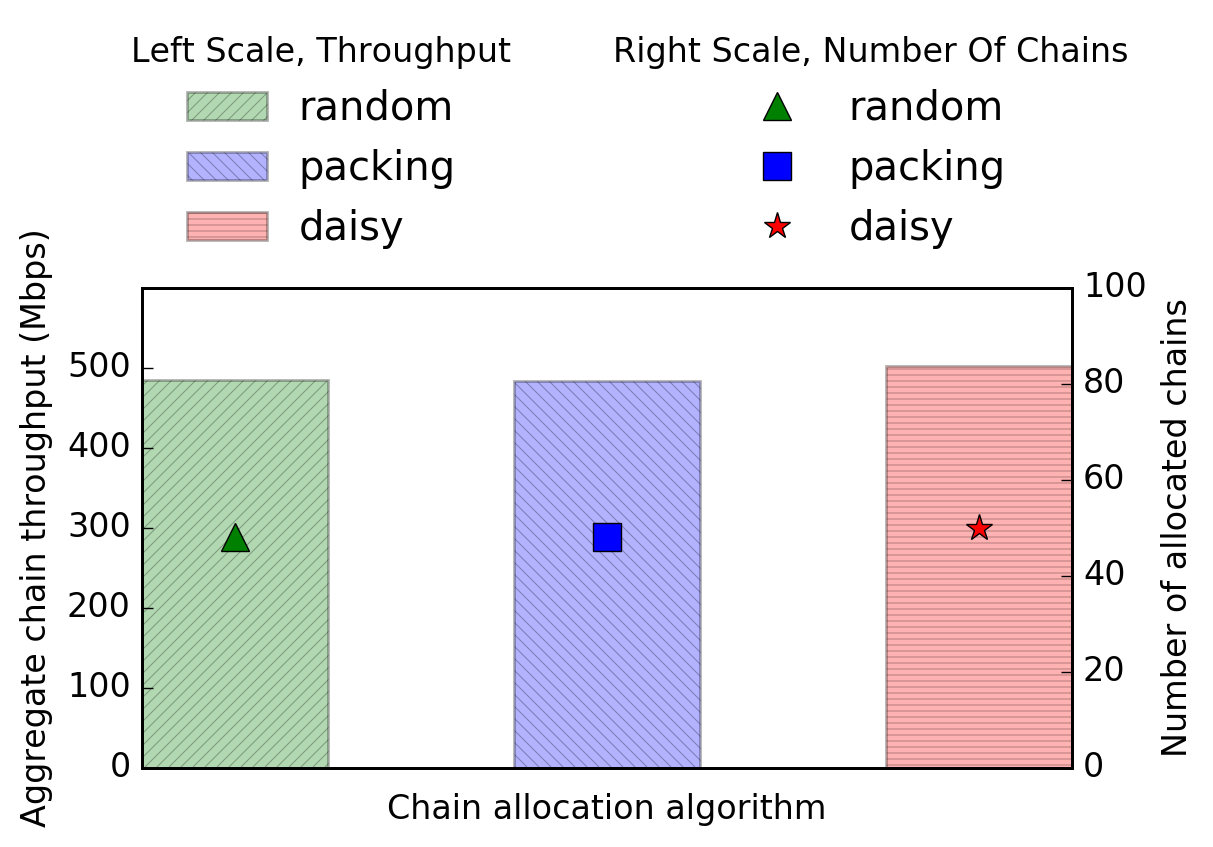 Left Scale, Throughput
random
packing
daisy
Right Scale, Number Of Chains
random
packing
daisy
Aggregate chain throughput (Mbps)
500
400
300
200
100
0
100
80
60
40
20
0
Number of allocated chains
Chain allocation algorithm